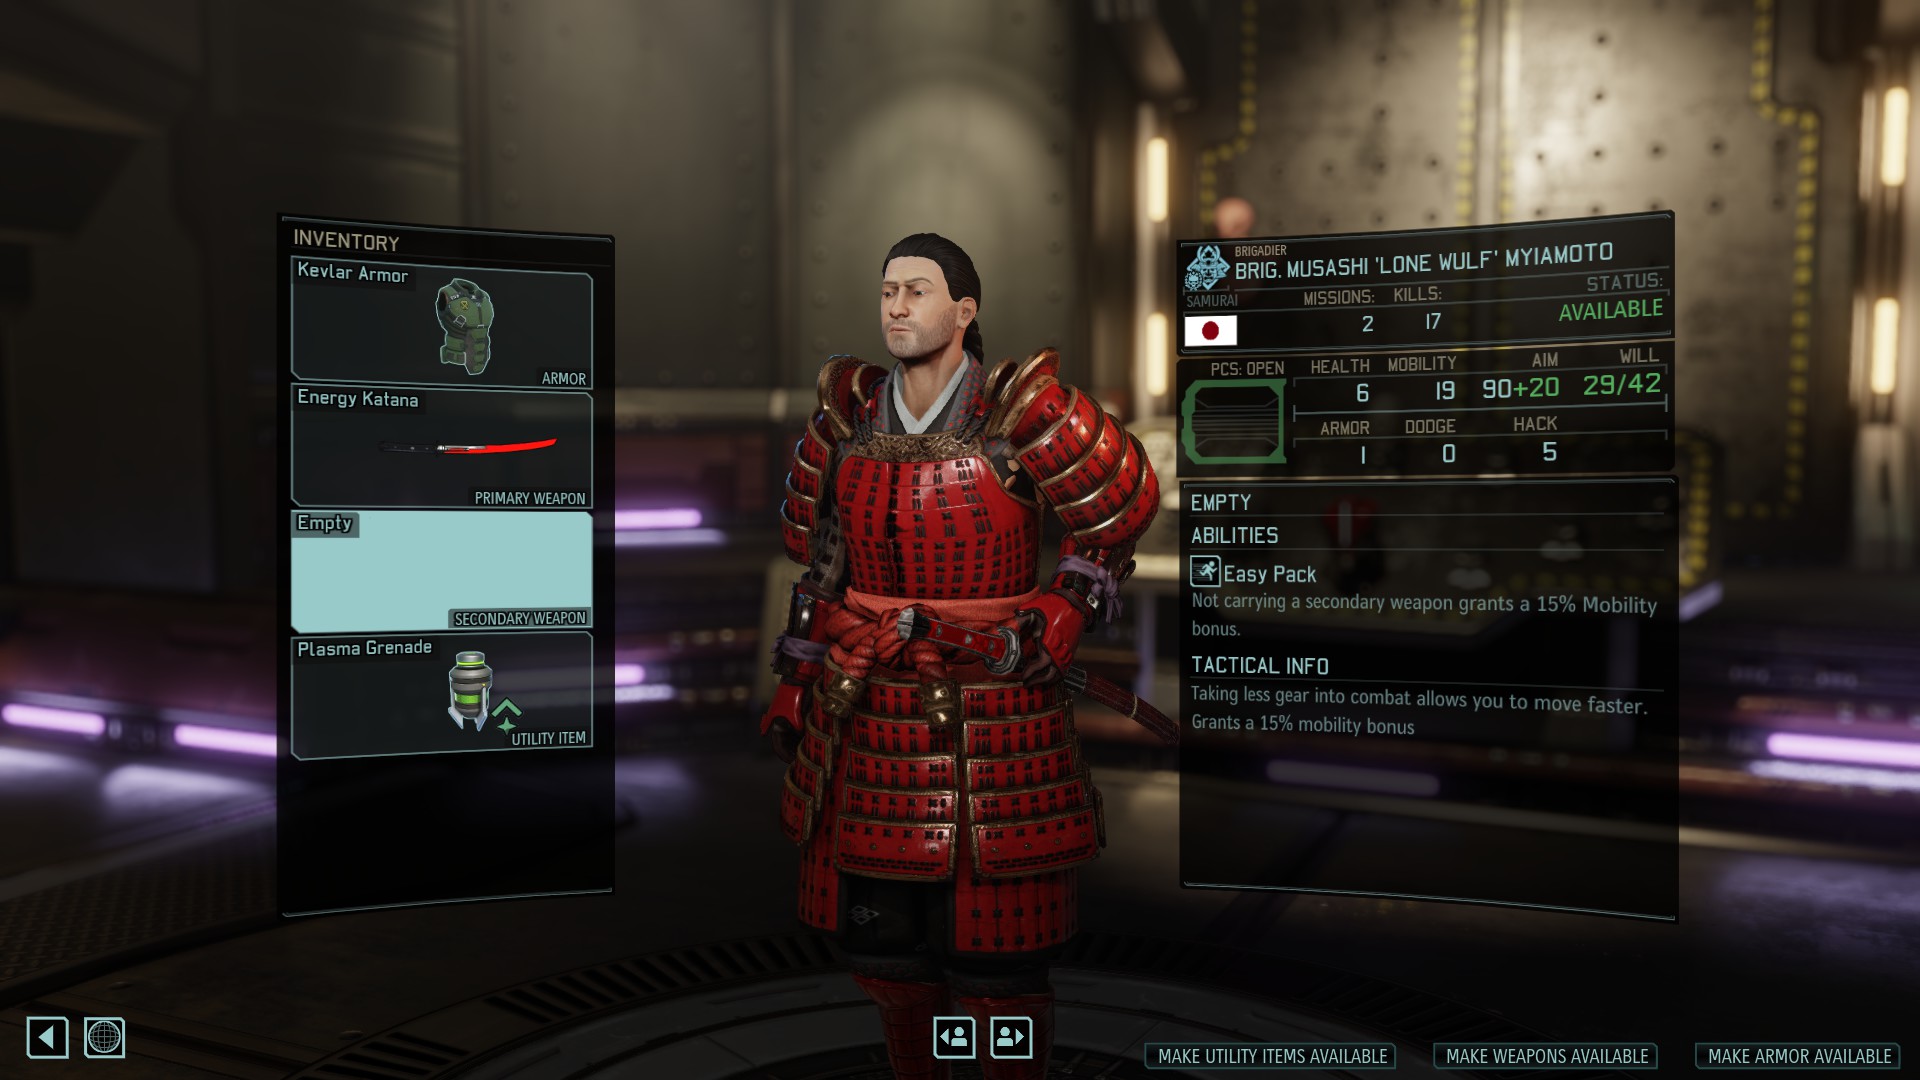 INVENTORY
Kevlar Armor
ARMOR
Energy Katana
PRIMARY WEAPON
Empty
SECONDARY WEAPON
Plasma Grenade
UTILITY ITEM
BRIGADIER
BRIG. MUSASHI 'LONE WULF' MYIAMOTO
SAMURAI
MISSIONS: KILLS: STATUS:
2 17 AVAILABLE
PCS: OPEN HEALTH MOBILITY AIM WILL
6 19 90+20 29/42
ARMOR DODGE HACK
1 0 5
EMPTY
ABILITIES
Easy Pack
Not carrying a secondary weapon grants a 15% Mobility
bonus.
TACTICAL INFO
Taking less gear into combat allows you to move faster.
Grants a 15% mobility bonus
MAKE UTILITY ITEMS AVAILABLE MAKE WEAPONS AVAILABLE MAKE ARMOR AVAILABLE